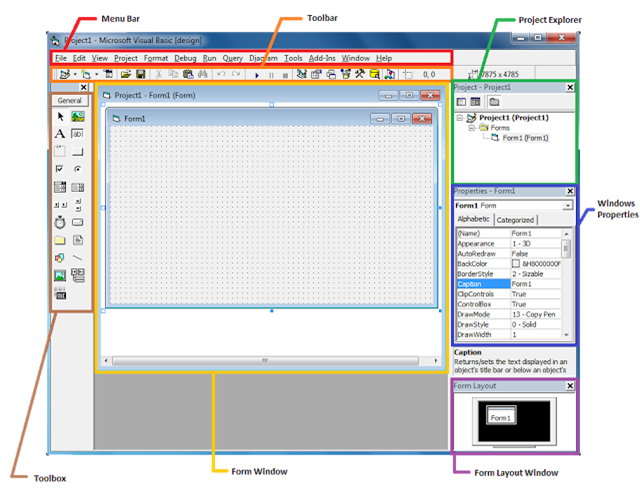 Menu Bar
Toolbar
Project Explorer
Project1 - Microsoft Visual Basic [design]
File Edit View Project Format Debug Run Query Diagram Tools Add-Ins Window Help
0, 0
7875 x 4785
General
A
ab|
Project1 - Form1 (Form)
Form1
Project - Project1
Project1 (Project1)
Forms
Form1 (Form1)
Properties - Form1
Form1 Form
Alphabetic Categorized
(Name) Form1
Appearance 1 - 3D
AutoRedraw False
BackColor &H8000000F
BorderStyle 2 - Sizable
Caption Form1
ClipControls True
ControlBox True
DrawMode 13 - Copy Pen
DrawStyle 0 - Solid
DrawWidth 1
Caption
Returns/sets the text displayed in an
object's title bar or below an object's
Windows
Properties
Form Layout
Form1
Toolbox
Form Window
Form Layout Window